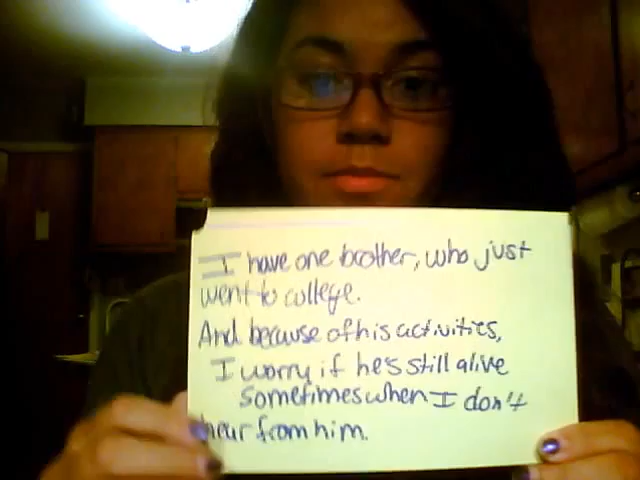 I have one brother, who just
went to college.
And because of his activities,
I worry if he's still alive
sometimes when I don't
hear from him.